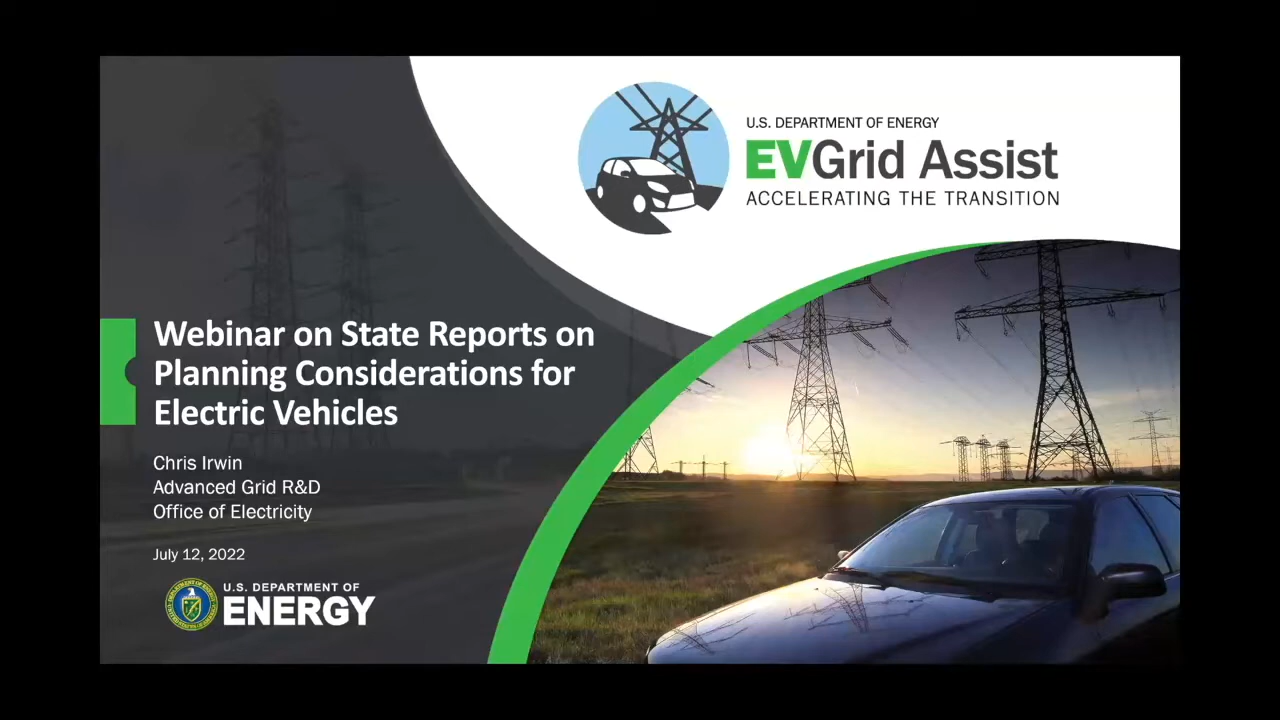 U.S. DEPARTMENT OF ENERGY
EVGrid Assist
ACCELERATING THE TRANSITION
Webinar on State Reports on
Planning Considerations for
Electric Vehicles
Chris Irwin
Advanced Grid R&D
Office of Electricity
July 12, 2022
U.S. DEPARTMENT OF
ENERGY